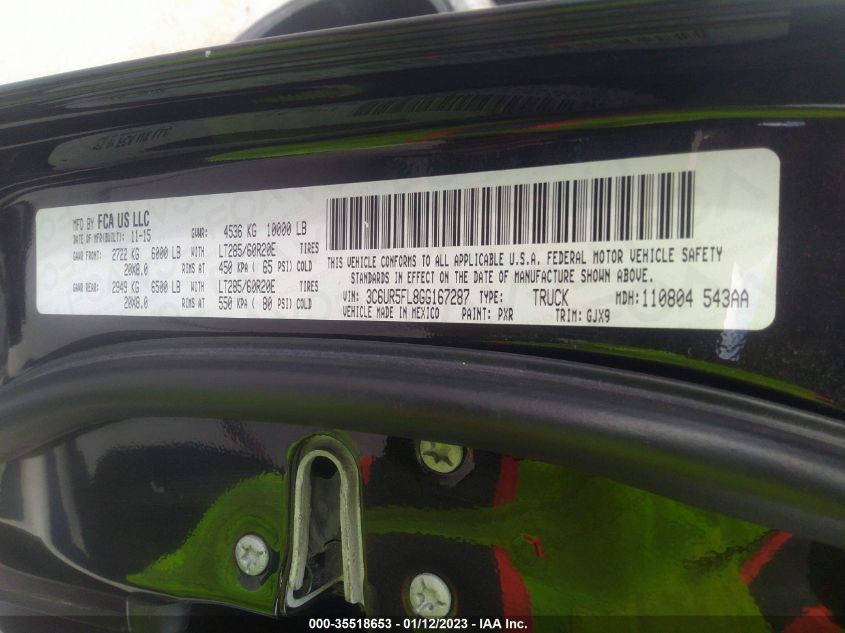 MFD BY FCA US LLC
DATE OF MFR(BUILT): 11-15 GVWR: 4536 KG 10000 LB
GAWR FRONT: 2722 KG 6000 LB WITH LT285/60R20E TIRES
20X8.0 RIMS AT 450 KPA ( 65 PSI) COLD
GAWR REAR: 2949 KG 6500 LB WITH LT285/60R20E TIRES
20X8.0 RIMS AT 550 KPA ( 80 PSI) COLD
THIS VEHICLE CONFORMS TO ALL APPLICABLE U.S.A. FEDERAL MOTOR VEHICLE SAFETY
STANDARDS IN EFFECT ON THE DATE OF MANUFACTURE SHOWN ABOVE.
VIN: 3C6UR5FL8GG167287 TYPE: TRUCK MDH: 110804 543AA
VEHICLE MADE IN MEXICO PAINT: PXR TRIM: GJX9
000-35518653 - 01/12/2023 - IAA Inc.